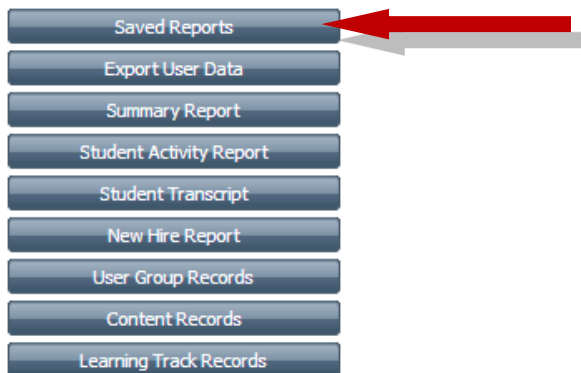 Saved Reports
Export User Data
Summary Report
Student Activity Report
Student Transcript
New Hire Report
User Group Records
Content Records
Learning Track Records